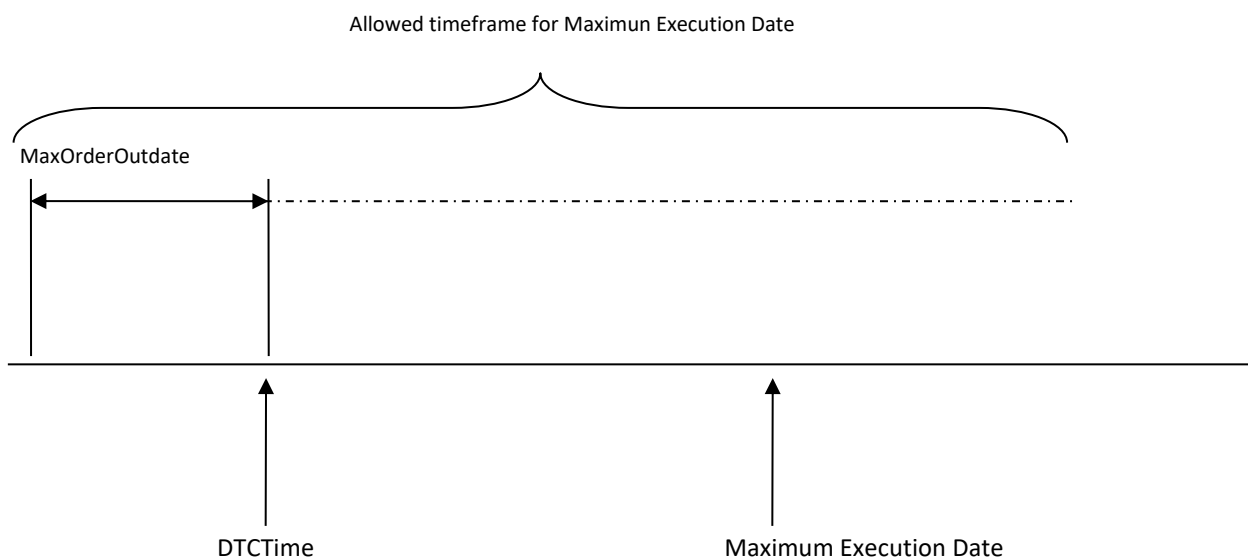 Allowed timeframe for Maximun Execution Date
MaxOrderOutdate
DTCTime
Maximum Execution Date